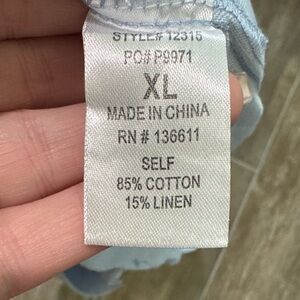 STYLE# 12315
PO# P9971
XL
MADE IN CHINA
RN # 136611
SELF
85% COTTON
15% LINEN